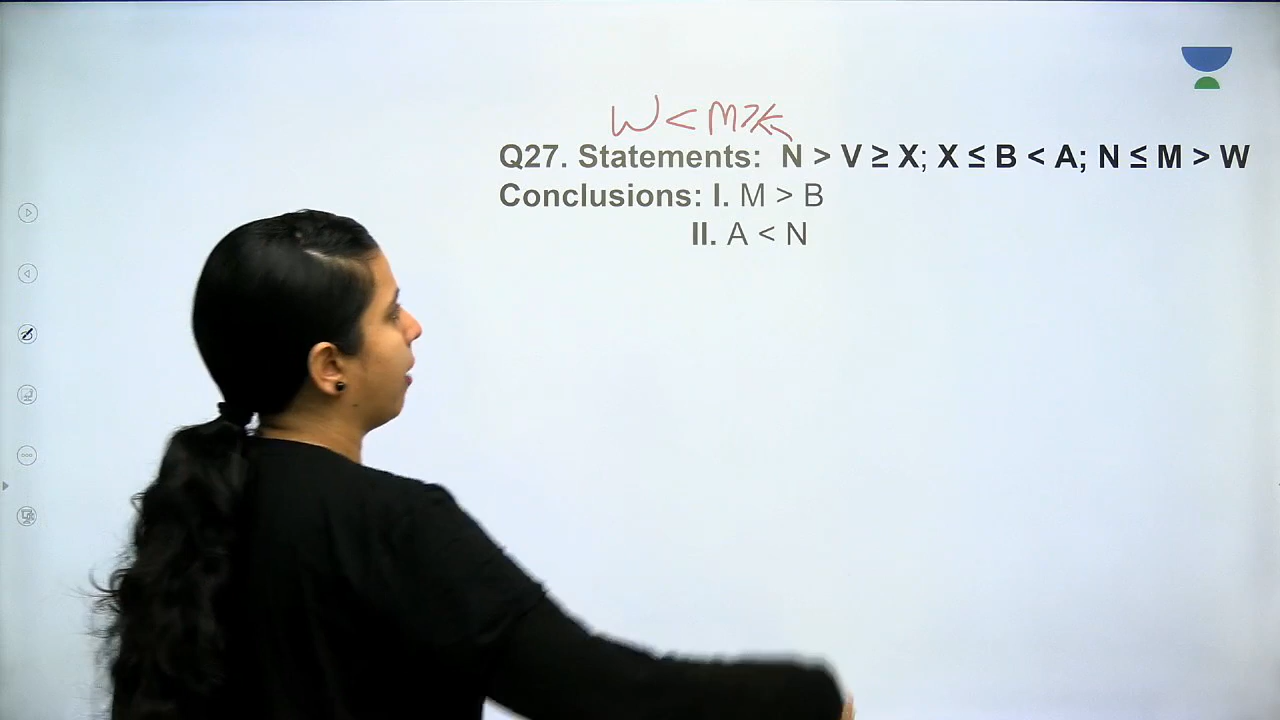 W < M ≥
Q27. Statements: N > V ≥ X; X ≤ B < A; N ≤ M > W
Conclusions: I. M > B
II. A < N